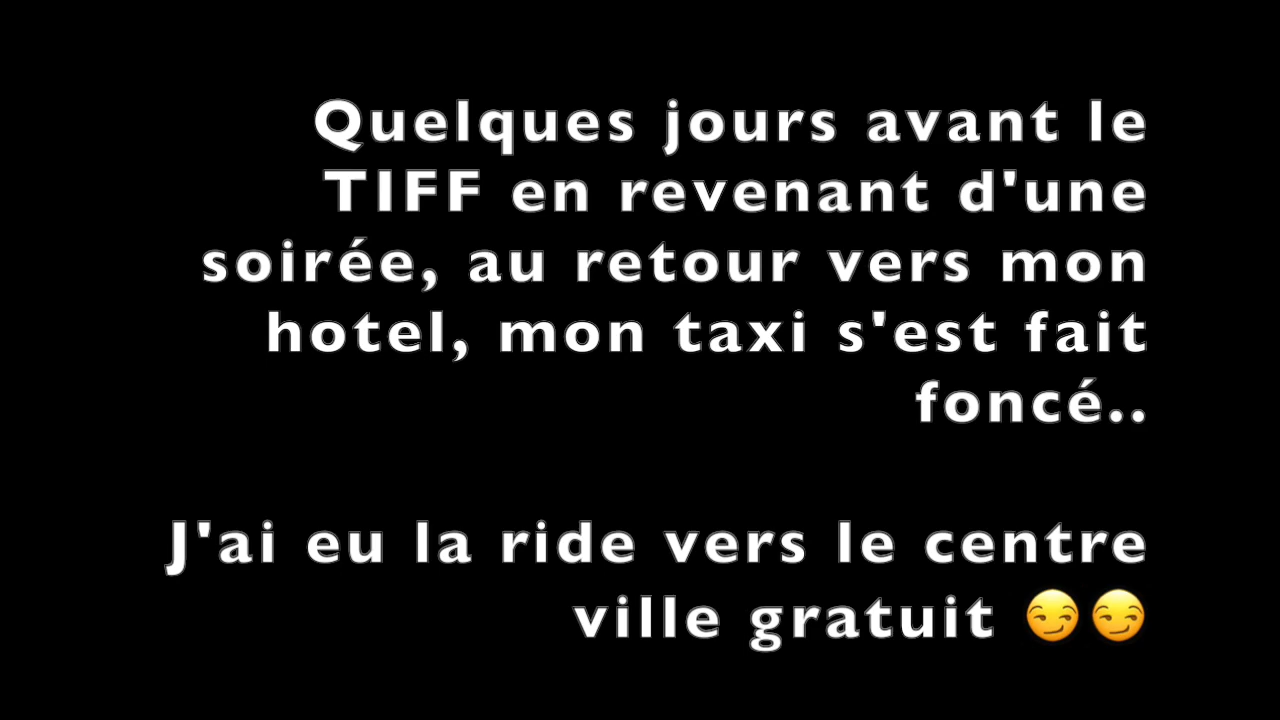 Quelques jours avant le
TIFF en revenant d'une
soirée, au retour vers mon
hotel, mon taxi s'est fait
foncé..
J'ai eu la ride vers le centre
ville gratuit 😏😏